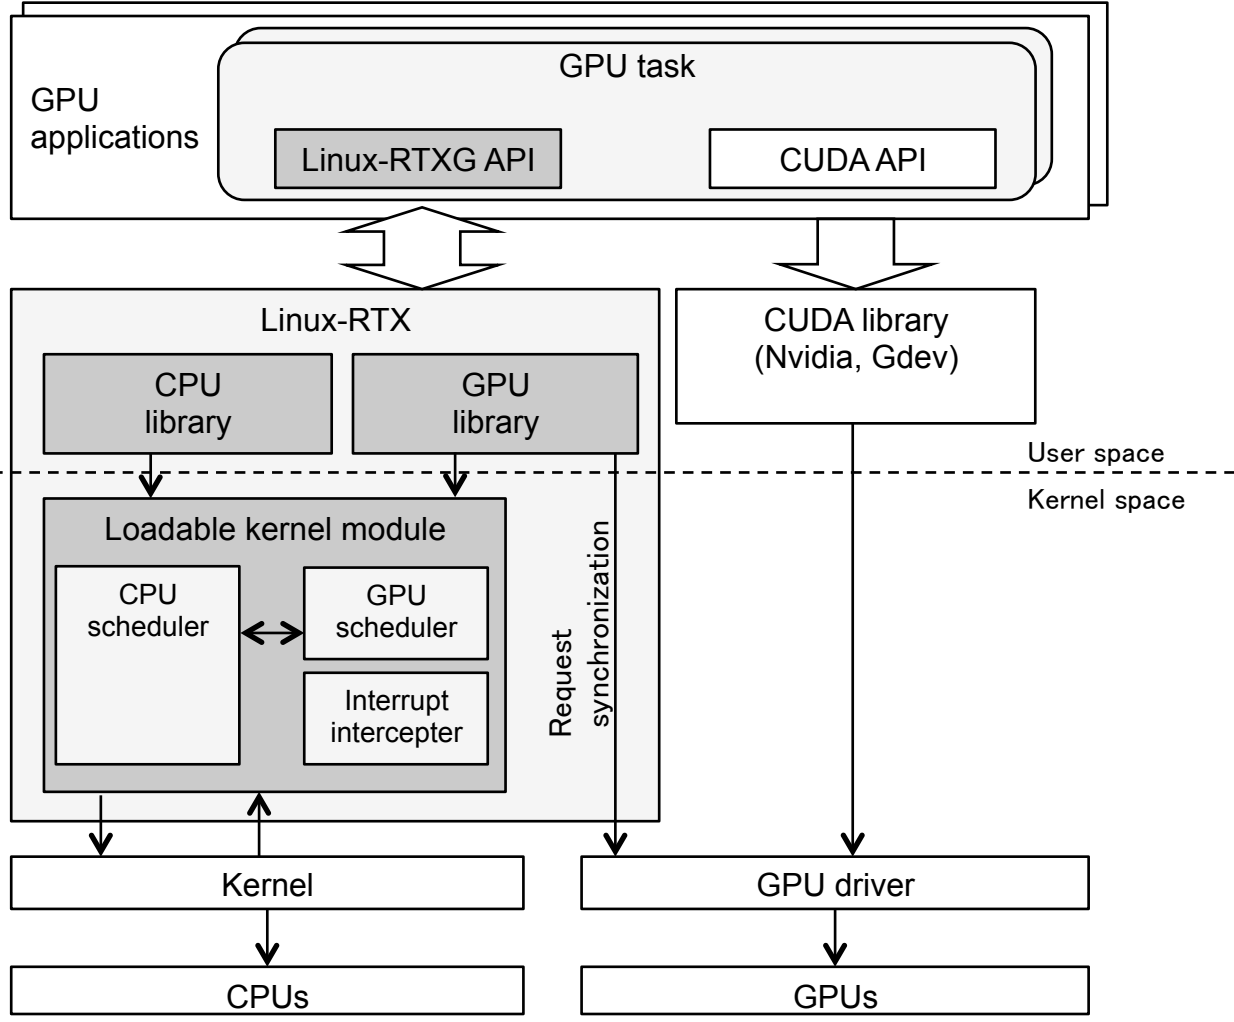 GPU task
GPU
applications
Linux-RTXG API
CUDA API
Linux-RTX
CUDA library
(Nvidia, Gdev)
CPU
library
GPU
library
User space
Kernel space
Loadable kernel module
CPU
scheduler
GPU
scheduler
Interrupt
intercepter
Request
synchronization
Kernel
GPU driver
CPUs
GPUs